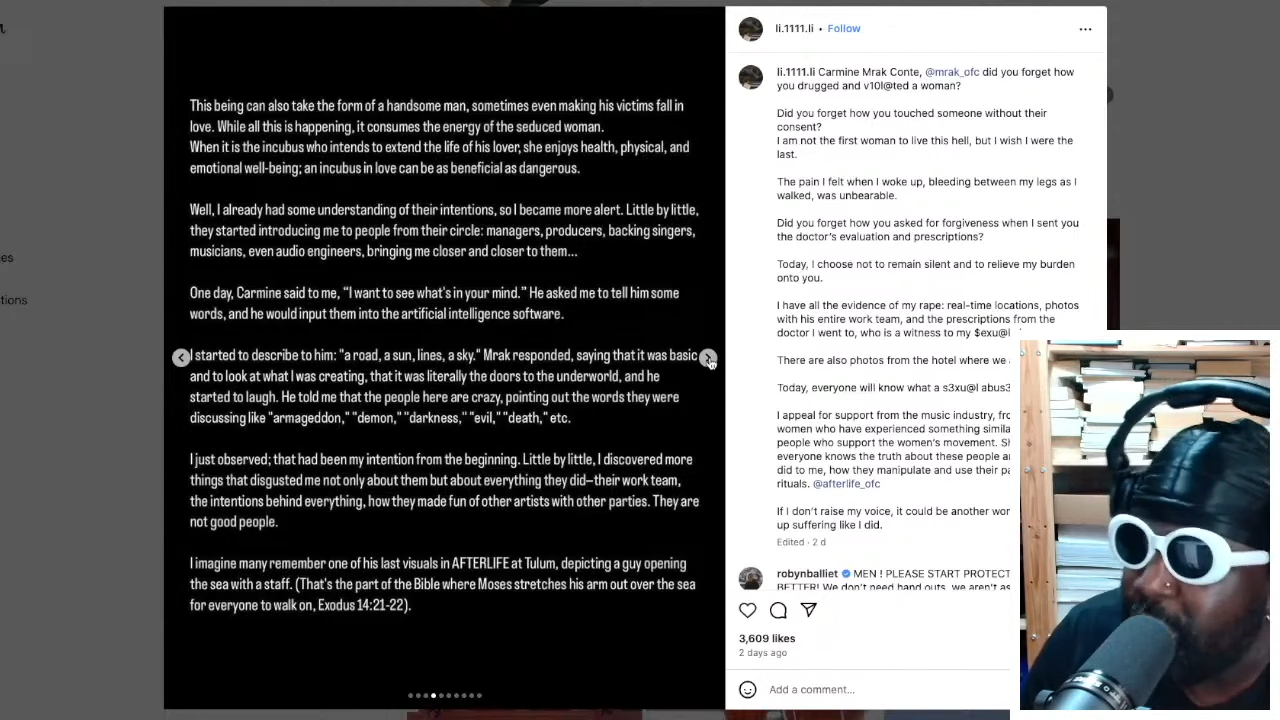 This being can also take the form of a handsome man, sometimes even making his victims fall in
love. While all this is happening, it consumes the energy of the seduced woman.
When it is the incubus who intends to extend the life of his lover, she enjoys health, physical, and
emotional well-being; an incubus in love can be as beneficial as dangerous.
Well, I already had some understanding of their intentions, so I became more alert. Little by little,
they started introducing me to people from their circle: managers, producers, backing singers,
musicians, even audio engineers, bringing me closer and closer to them...
One day, Carmine said to me, “I want to see what's in your mind.” He asked me to tell him some
words, and he would input them into the artificial intelligence software.
I started to describe to him: "a road, a sun, lines, a sky." Mrak responded, saying that it was basic
and to look at what I was creating, that it was literally the doors to the underworld, and he
started to laugh. He told me that the people here are crazy, pointing out the words they were
discussing like "armageddon," "demon," "darkness," "evil," "death," etc.
I just observed; that had been my intention from the beginning. Little by little, I discovered more
things that disgusted me not only about them but about everything they did—their work team,
the intentions behind everything, how they made fun of other artists with other parties. They are
not good people.
I imagine many remember one of his last visuals in AFTERLIFE at Tulum, depicting a guy opening
the sea with a staff. (That's the part of the Bible where Moses stretches his arm out over the sea
for everyone to walk on, Exodus 14:21-22).
li.1111.li • Follow
li.1111.li Carmine Mrak Conte, @mrak_ofc did you forget how
you drugged and v10l@ted a woman?
Did you forget how you touched someone without their
consent?
I am not the first woman to live this hell, but I wish I were the
last.
The pain I felt when I woke up, bleeding between my legs as I
walked, was unbearable.
Did you forget how you asked for forgiveness when I sent you
the doctor’s evaluation and prescriptions?
Today, I choose not to remain silent and to relieve my burden
onto you.
I have all the evidence of my rape: real-time locations, photos
with his entire work team, and the prescriptions from the
doctor I went to, who is a witness to my $exu@l
There are also photos from the hotel where we
Today, everyone will know what a s3xu@l abus3
I appeal for support from the music industry, fro
women who have experienced something simila
people who support the women's movement. S
everyone knows the truth about these people a
did to me, how they manipulate and use their pa
rituals. @afterlife_ofc
If I don't raise my voice, it could be another wor
up suffering like I did.
Edited · 2 d
robynballiet MEN ! PLEASE START PROTECT
BETTER! We don't need hand outs, we aren't as
3,609 likes
2 days ago
Add a comment...
es
tions